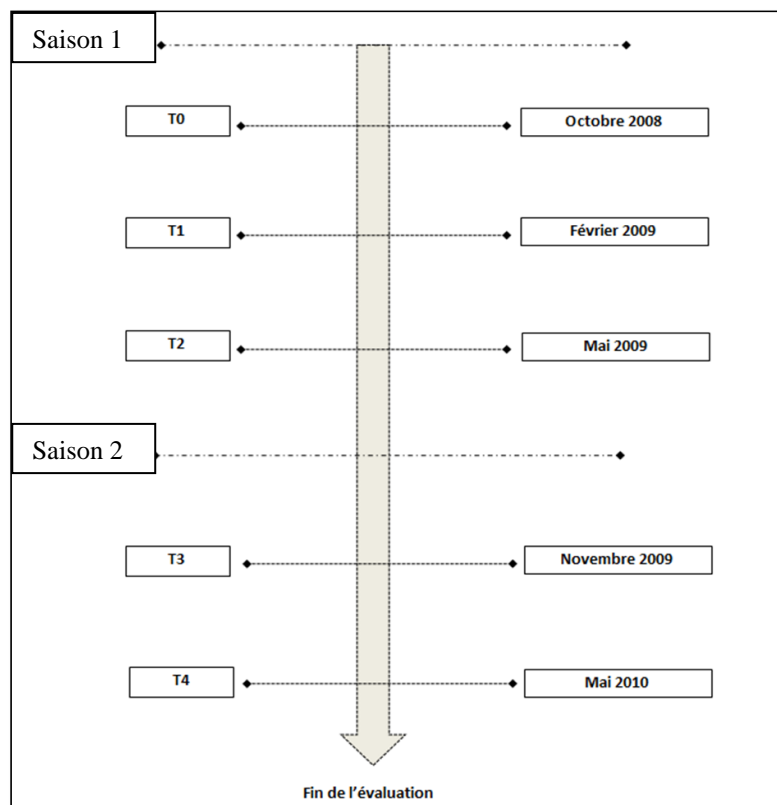 Saison 1
T0
Octobre 2008
T1
Février 2009
T2
Mai 2009
Saison 2
T3
Novembre 2009
T4
Mai 2010
Fin de l'évaluation